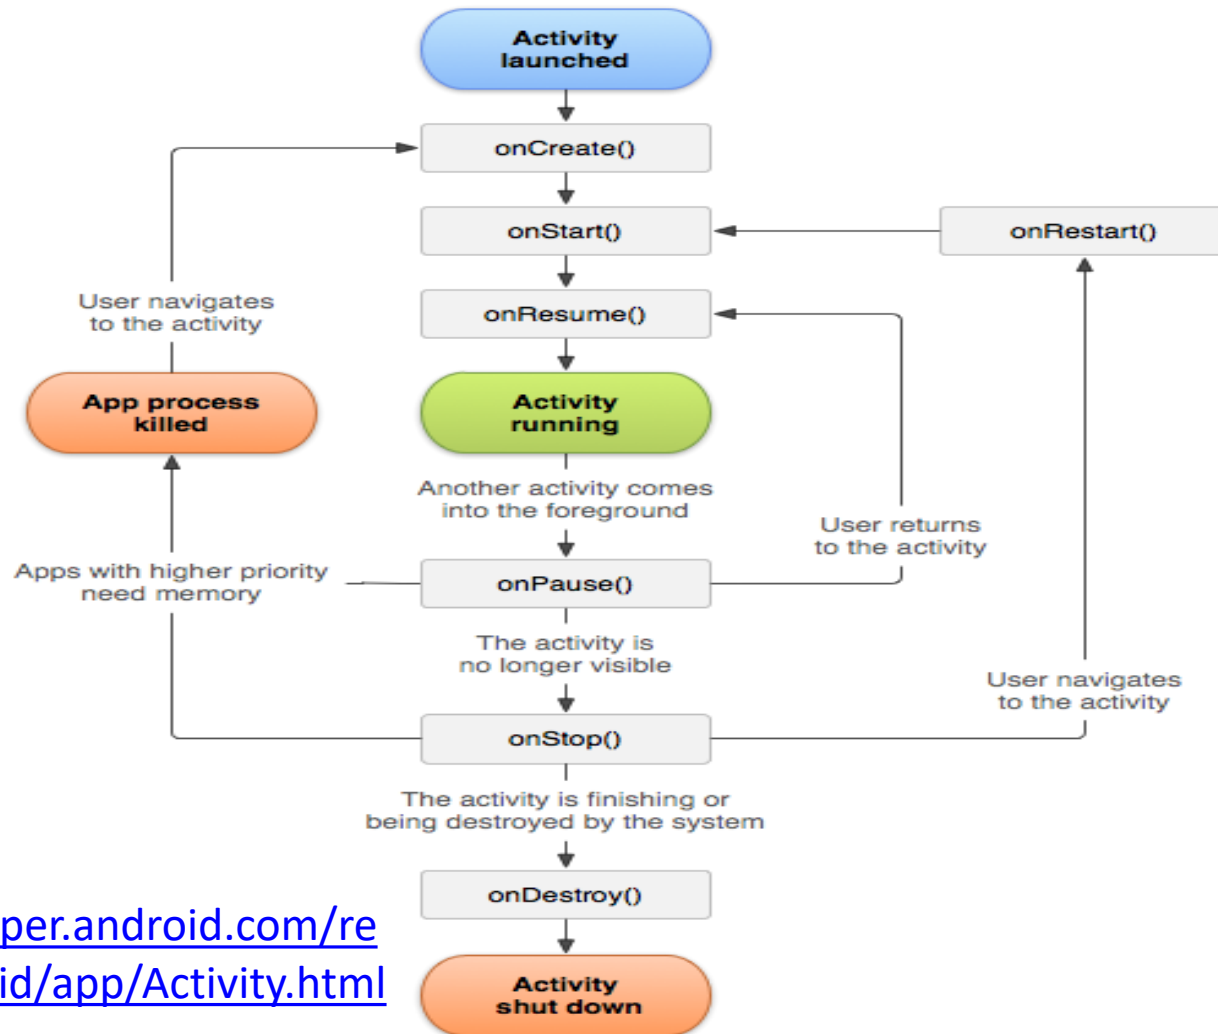 Activity
launched
onCreate()
onStart()
onRestart()
User navigates
to the activity
onResume()
App process
killed
Activity
running
Another activity comes
into the foreground
User returns
to the activity
Apps with higher priority
need memory
onPause()
The activity is
no longer visible
User navigates
to the activity
onStop()
The activity is finishing or
being destroyed by the system
onDestroy()
per.android.com/re
id/app/Activity.html
Activity
shut down